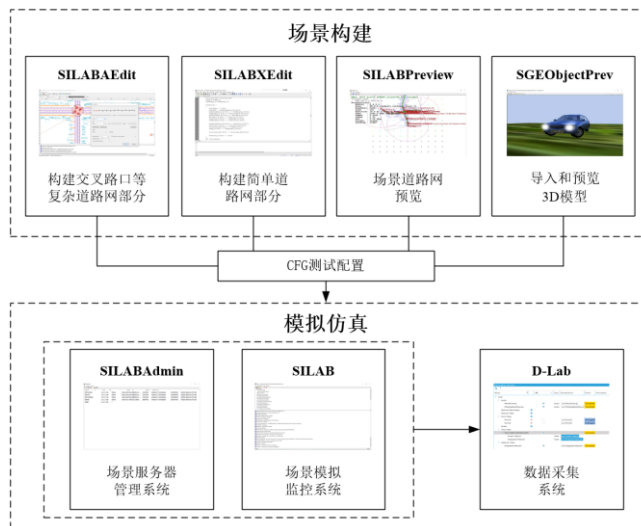 场景构建
SILABAEdit
构建交叉路口等
复杂道路网部分
SILABXEdit
构建简单道
路网部分
SILABPreview
场景道路网
预览
SGEObjectPrev
导入和预览
3D模型
CFG测试配置
模拟仿真
SILABAdmin
场景服务器
管理系统
SILAB
场景模拟
监控系统
D-Lab
数据采集
系统